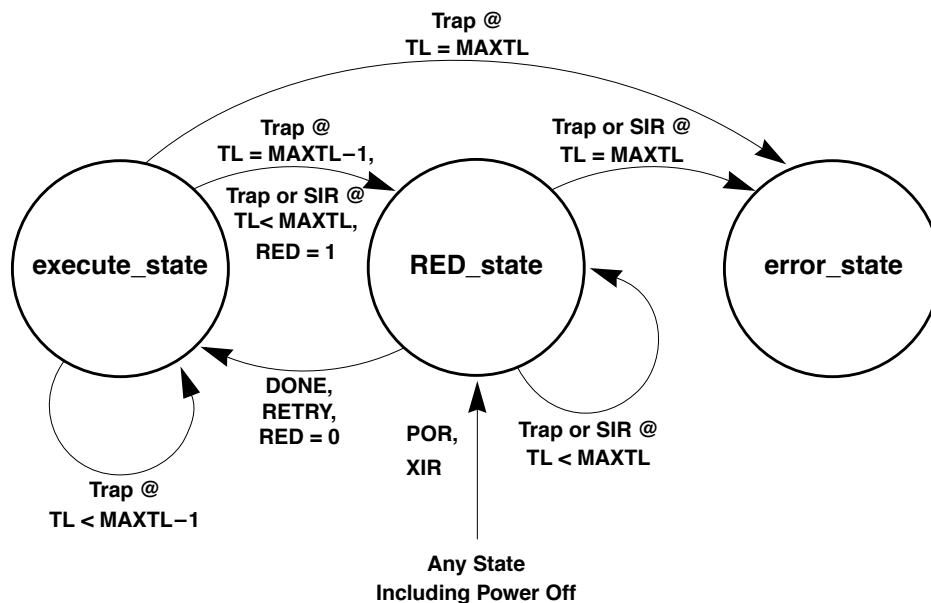 Trap @
TL = MAXTL
Trap @
TL = MAXTL−1,
Trap or SIR @
TL< MAXTL,
RED = 1
Trap or SIR @
TL = MAXTL
execute_state
RED_state
error_state
DONE,
RETRY,
RED = 0
POR,
XIR
Trap or SIR @
TL < MAXTL
Trap @
TL < MAXTL−1
Any State
Including Power Off